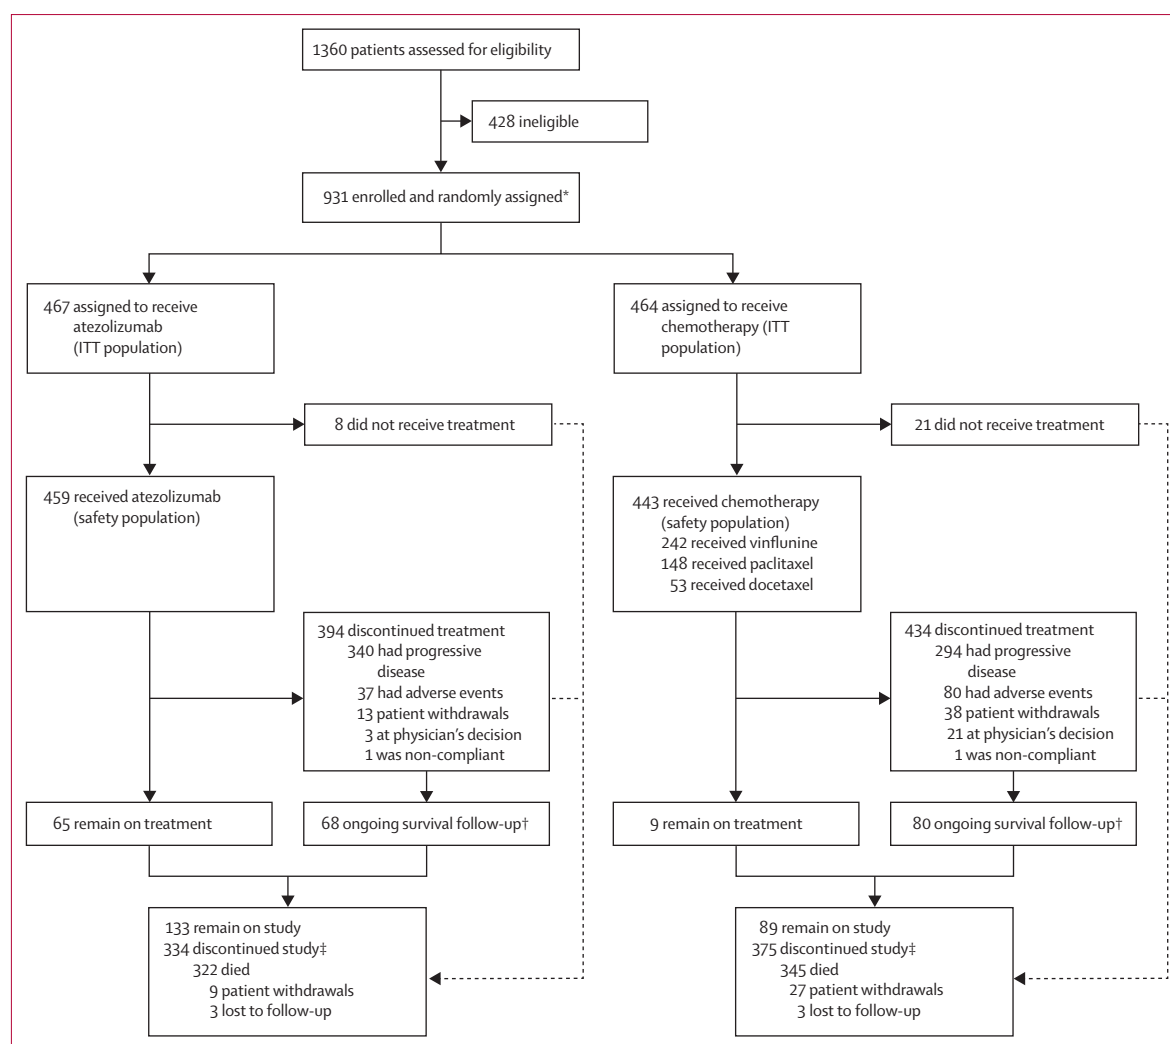 1360 patients assessed for eligibility
428 ineligible
931 enrolled and randomly assigned*
467 assigned to receive
atezolizumab
(ITT population)
464 assigned to receive
chemotherapy (ITT
population)
8 did not receive treatment
21 did not receive treatment
459 received atezolizumab
(safety population)
443 received chemotherapy
(safety population)
242 received vinflunine
148 received paclitaxel
53 received docetaxel
394 discontinued treatment
340 had progressive
disease
37 had adverse events
13 patient withdrawals
3 at physician's decision
1 was non-compliant
434 discontinued treatment
294 had progressive
disease
80 had adverse events
38 patient withdrawals
21 at physician's decision
1 was non-compliant
65 remain on treatment
68 ongoing survival follow-up†
9 remain on treatment
80 ongoing survival follow-up†
133 remain on study
334 discontinued study‡
322 died
9 patient withdrawals
3 lost to follow-up
89 remain on study
375 discontinued study‡
345 died
27 patient withdrawals
3 lost to follow-up